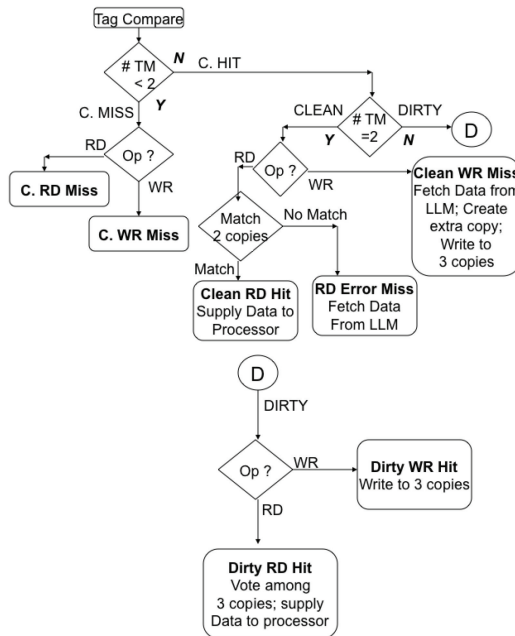 Tag Compare
# TM
< 2
N
C. HIT
Y
C. MISS
CLEAN
DIRTY
# TM
=2
Y
N
D
RD
Op ?
WR
C. RD Miss
C. WR Miss
RD
Op ?
WR
Clean WR Miss
Fetch Data from
LLM; Create
extra copy;
Write to
3 copies
Match
2 copies
No Match
Match
Clean RD Hit
Supply Data to
Processor
RD Error Miss
Fetch Data
From LLM
D
DIRTY
Op ?
WR
Dirty WR Hit
Write to 3 copies
RD
Dirty RD Hit
Vote among
3 copies; supply
Data to processor